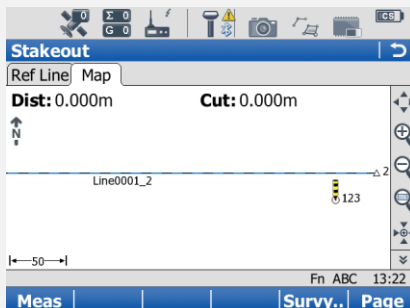 Σ 0
G 0
0
CS
Stakeout
Ref Line Map
Dist: 0.000m Cut: 0.000m
N
2
Line0001_2
123
50
Fn ABC 13:22
Meas Survy.. Page